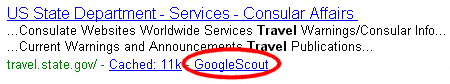 US State Department - Services - Consular Affairs
...Consulate Websites Worldwide Services Travel Warnings/Consular Info...
...Current Warnings and Announcements Travel Publications...
travel.state.gov/ - Cached: 11k - GoogleScout